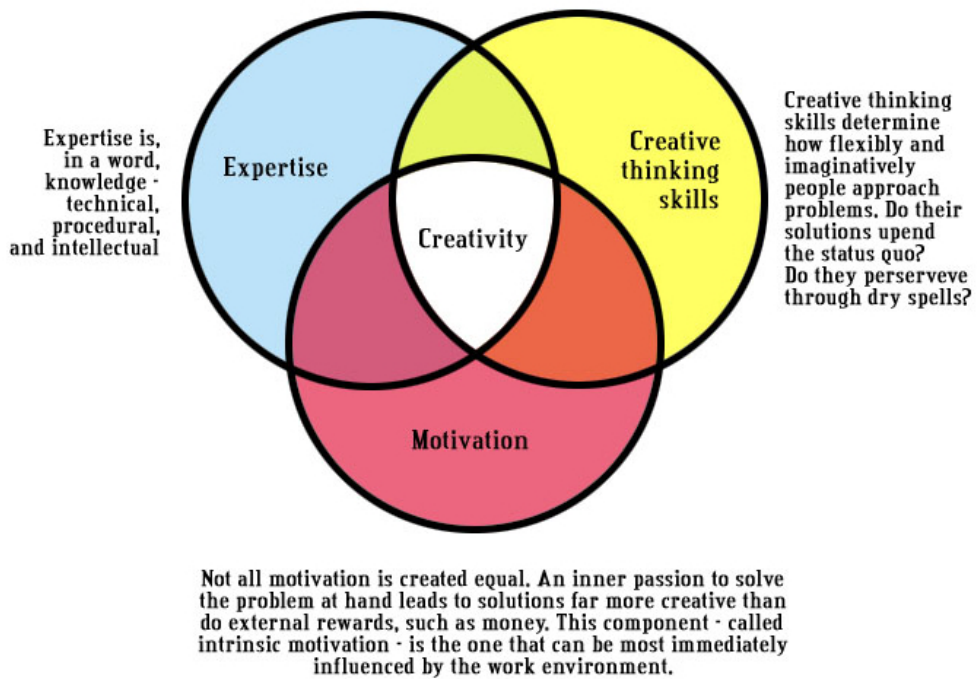 Expertise is,
in a word,
knowledge -
technical,
procedural,
and intellectual
Expertise
Creative
thinking
skills
Creative thinking
skills determine
how flexibly and
imaginatively
people approach
problems. Do their
solutions upend
the status quo?
Do they perserveve
through dry spells?
Creativity
Motivation
Not all motivation is created equal. An inner passion to solve
the problem at hand leads to solutions far more creative than
do external rewards, such as money. This component - called
intrinsic motivation - is the one that can be most immediately
influenced by the work environment.